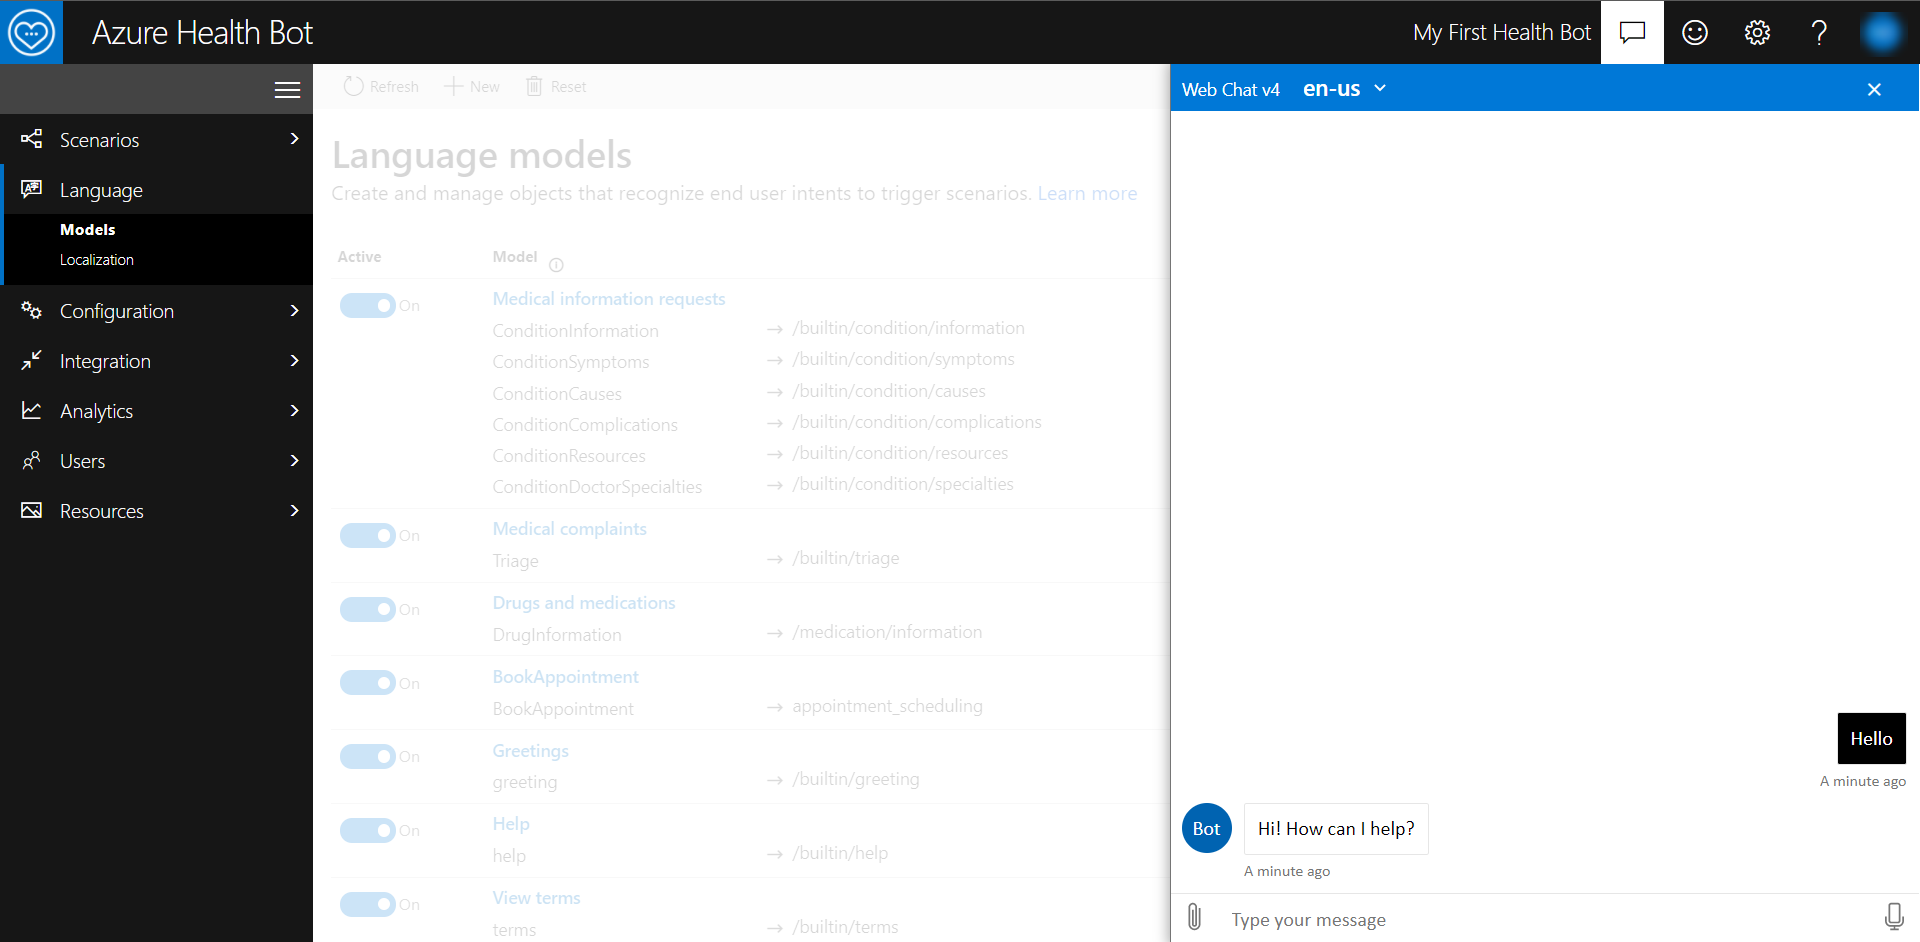 Azure Health Bot
My First Health Bot
Refresh New Reset
Web Chat v4 en-us
Scenarios
Language
Models
Localization
Configuration
Integration
Analytics
Users
Resources
Language models
Create and manage objects that recognize end user intents to trigger scenarios. Learn more
Active Model
On Medical information requests
ConditionInformation → /builtin/condition/information
ConditionSymptoms → /builtin/condition/symptoms
ConditionCauses → /builtin/condition/causes
ConditionComplications → /builtin/condition/complications
ConditionResources → /builtin/condition/resources
ConditionDoctorSpecialties → /builtin/condition/specialties
On Medical complaints
Triage → /builtin/triage
On Drugs and medications
DrugInformation → /medication/information
On BookAppointment
BookAppointment → appointment_scheduling
On Greetings
greeting → /builtin/greeting
On Help
help → /builtin/help
On View terms
terms → /builtin/terms
Hello
A minute ago
Bot Hi! How can I help?
A minute ago
Type your message